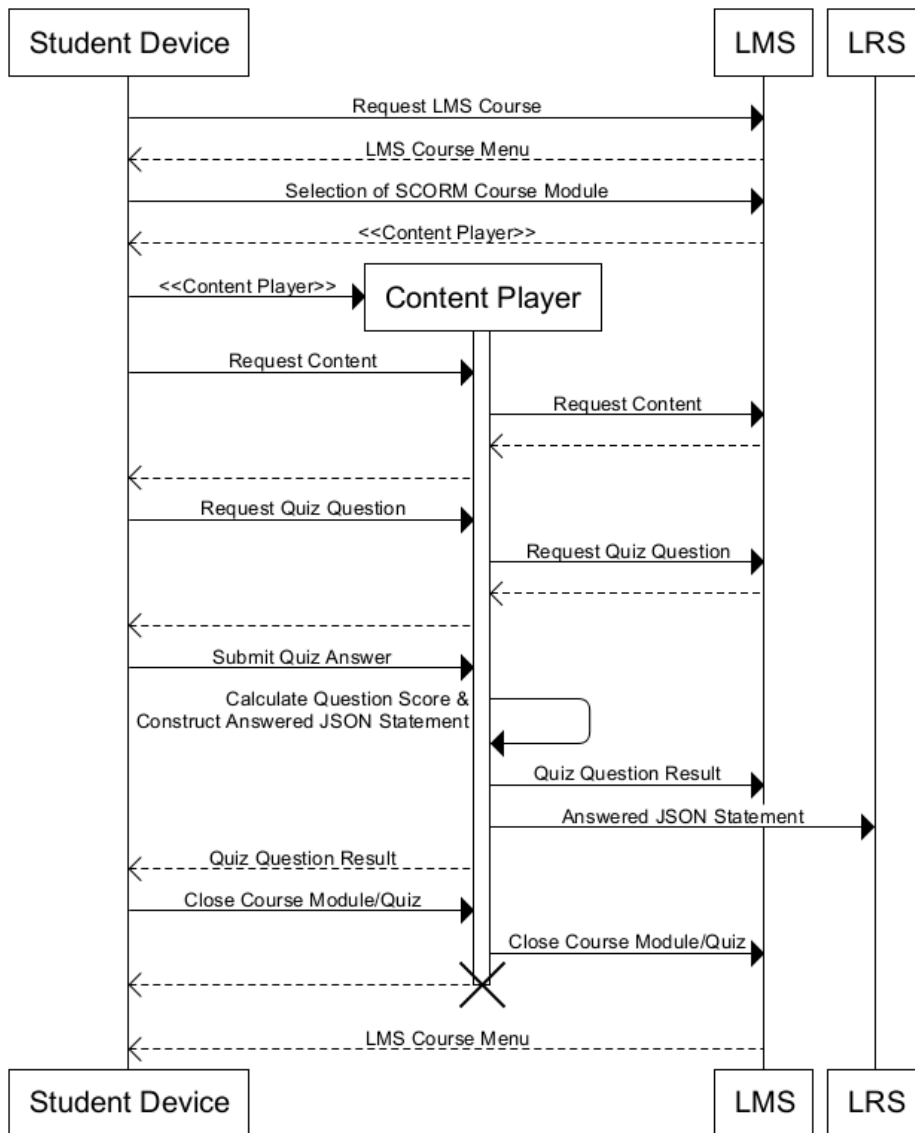 Student Device
LMS
LRS
Request LMS Course
LMS Course Menu
Selection of SCORM Course Module
<<Content Player>>
<<Content Player>>
Content Player
Request Content
Request Content
Request Quiz Question
Request Quiz Question
Submit Quiz Answer
Calculate Question Score &
Construct Answered JSON Statement
Quiz Question Result
Answered JSON Statement
Quiz Question Result
Close Course Module/Quiz
Close Course Module/Quiz
LMS Course Menu
Student Device
LMS
LRS